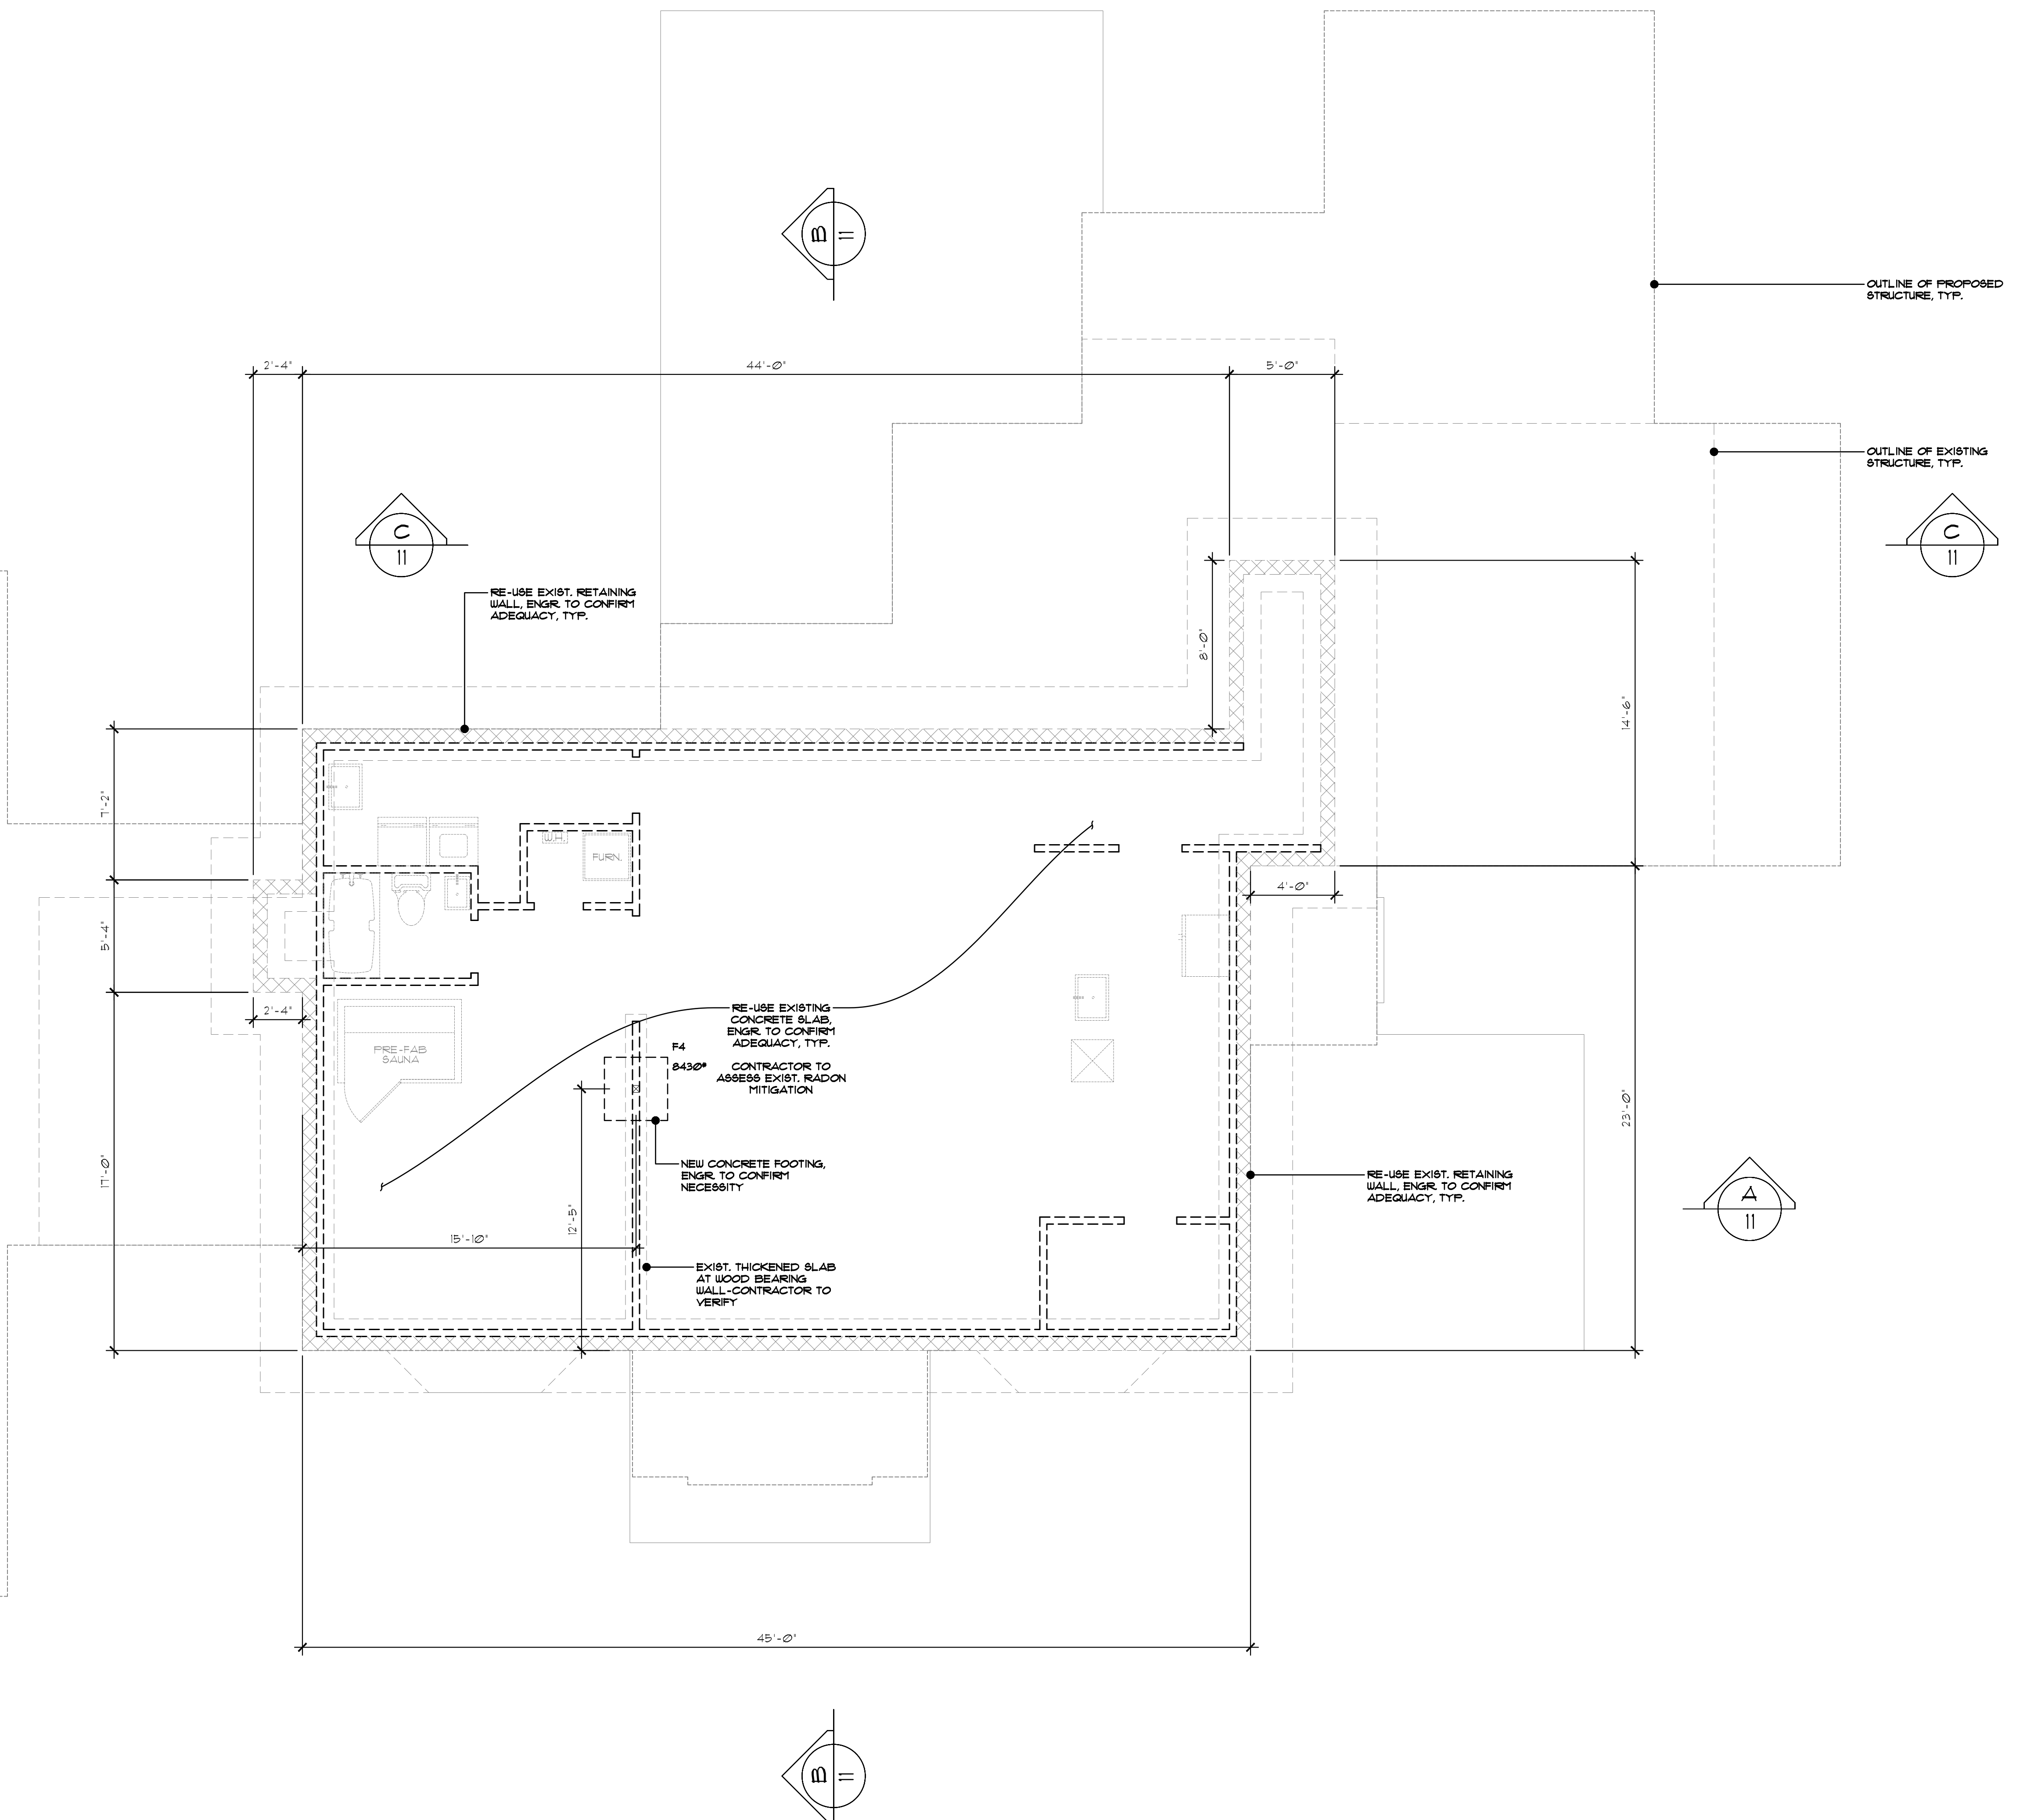 B
11
OUTLINE OF PROPOSED
STRUCTURE, TYP.
2'-4"
44'-0"
5'-0"
OUTLINE OF EXISTING
STRUCTURE, TYP.
C
11
C
11
RE-USE EXIST. RETAINING
WALL, ENGR. TO CONFIRM
ADEQUACY, TYP.
8'-0"
14'-6"
7'-2"
W.H.
FURN.
4'-0"
5'-4"
2'-4"
RE-USE EXISTING
CONCRETE SLAB,
ENGR. TO CONFIRM
ADEQUACY, TYP.
PRE-FAB
SAUNA
F4
8430#
CONTRACTOR TO
ASSESS EXIST. RADON
MITIGATION
23'-0"
NEW CONCRETE FOOTING,
ENGR. TO CONFIRM
NECESSITY
17'-0"
RE-USE EXIST. RETAINING
WALL, ENGR. TO CONFIRM
ADEQUACY, TYP.
A
11
12'-5"
15'-10"
EXIST. THICKENED SLAB
AT WOOD BEARING
WALL-CONTRACTOR TO
VERIFY
45'-0"
B
11